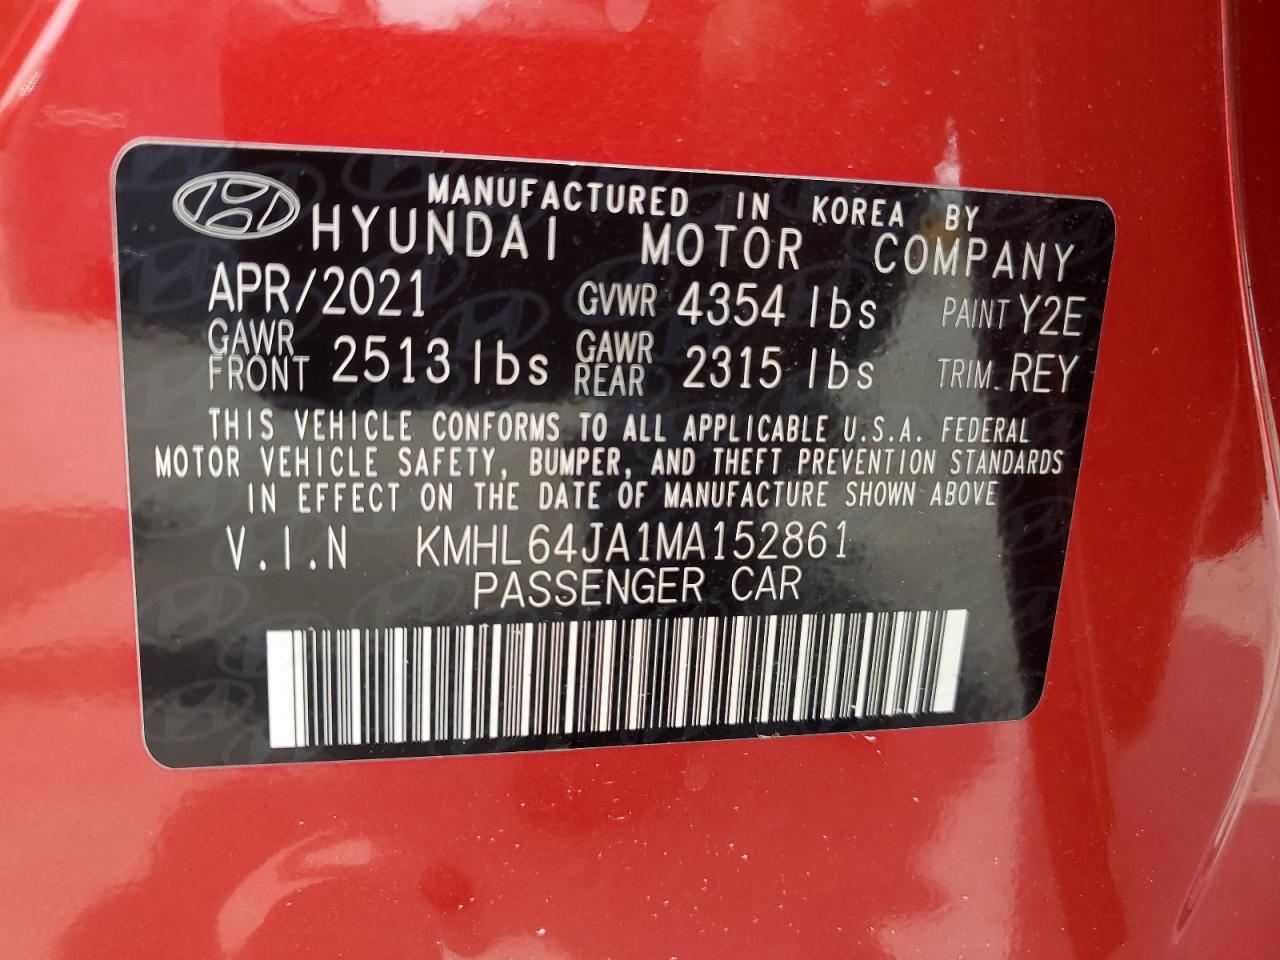 MANUFACTURED IN KOREA BY
HYUNDAI MOTOR COMPANY
APR/2021 GVWR 4354 lbs PAINT Y2E
GAWR FRONT 2513 lbs GAWR REAR 2315 lbs TRIM. REY
THIS VEHICLE CONFORMS TO ALL APPLICABLE U.S.A. FEDERAL
MOTOR VEHICLE SAFETY, BUMPER, AND THEFT PREVENTION STANDARDS
IN EFFECT ON THE DATE OF MANUFACTURE SHOWN ABOVE
V.I.N KMHL64JA1MA152861
PASSENGER CAR